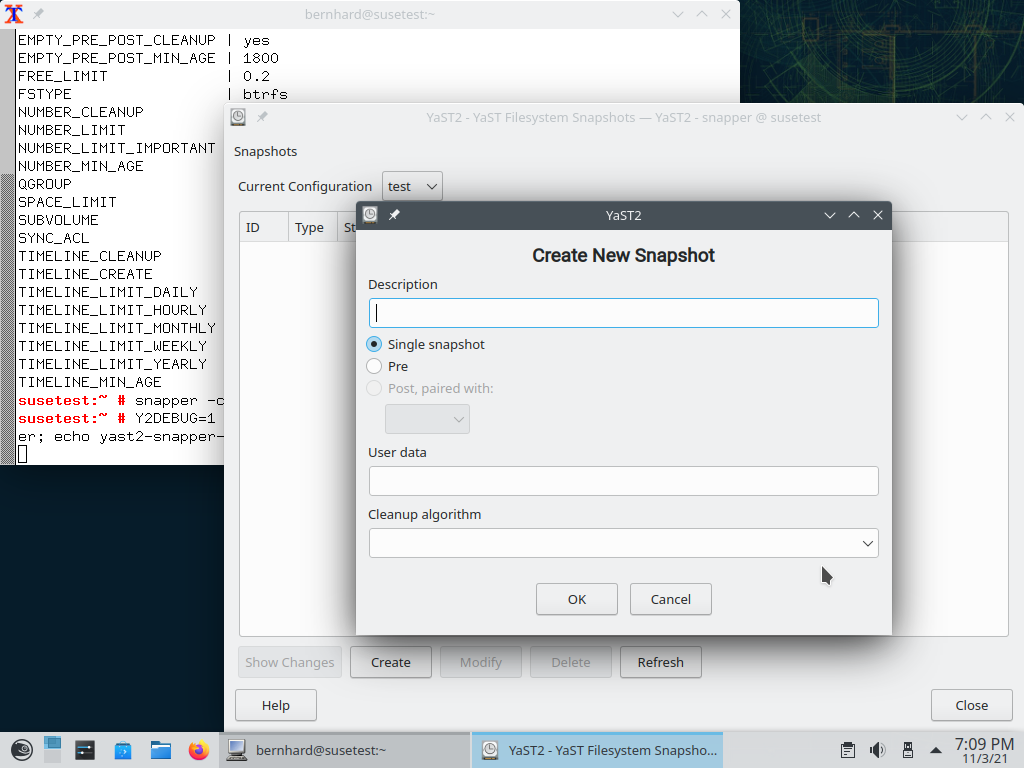 bernhard@susetest:~
EMPTY_PRE_POST_CLEANUP | yes
EMPTY_PRE_POST_MIN_AGE | 1800
FREE_LIMIT | 0.2
FSTYPE | btrfs
NUMBER_CLEANUP
NUMBER_LIMIT
NUMBER_LIMIT_IMPORTANT
NUMBER_MIN_AGE
QGROUP
SPACE_LIMIT
SUBVOLUME
SYNC_ACL
TIMELINE_CLEANUP
TIMELINE_CREATE
TIMELINE_LIMIT_DAILY
TIMELINE_LIMIT_HOURLY
TIMELINE_LIMIT_MONTHLY
TIMELINE_LIMIT_WEEKLY
TIMELINE_LIMIT_YEARLY
TIMELINE_MIN_AGE
susetest:~ # snapper -c
susetest:~ # Y2DEBUG=1
er; echo yast2-snapper-
YaST2 - YaST Filesystem Snapshots — YaST2 - snapper @ susetest
Snapshots
Current Configuration test
ID Type St
YaST2
Create New Snapshot
Description
Single snapshot
Pre
Post, paired with:
User data
Cleanup algorithm
OK Cancel
Show Changes Create Modify Delete Refresh
Help Close
bernhard@susetest:~ YaST2 - YaST Filesystem Snapsho... 7:09 PM
11/3/21